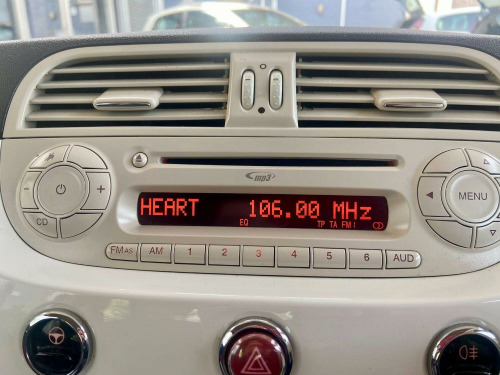 mp3
HEART 106.00 MHz
EQ TP TA FM1
CD MENU
FM AS AM 1 2 3 4 5 6 AUD